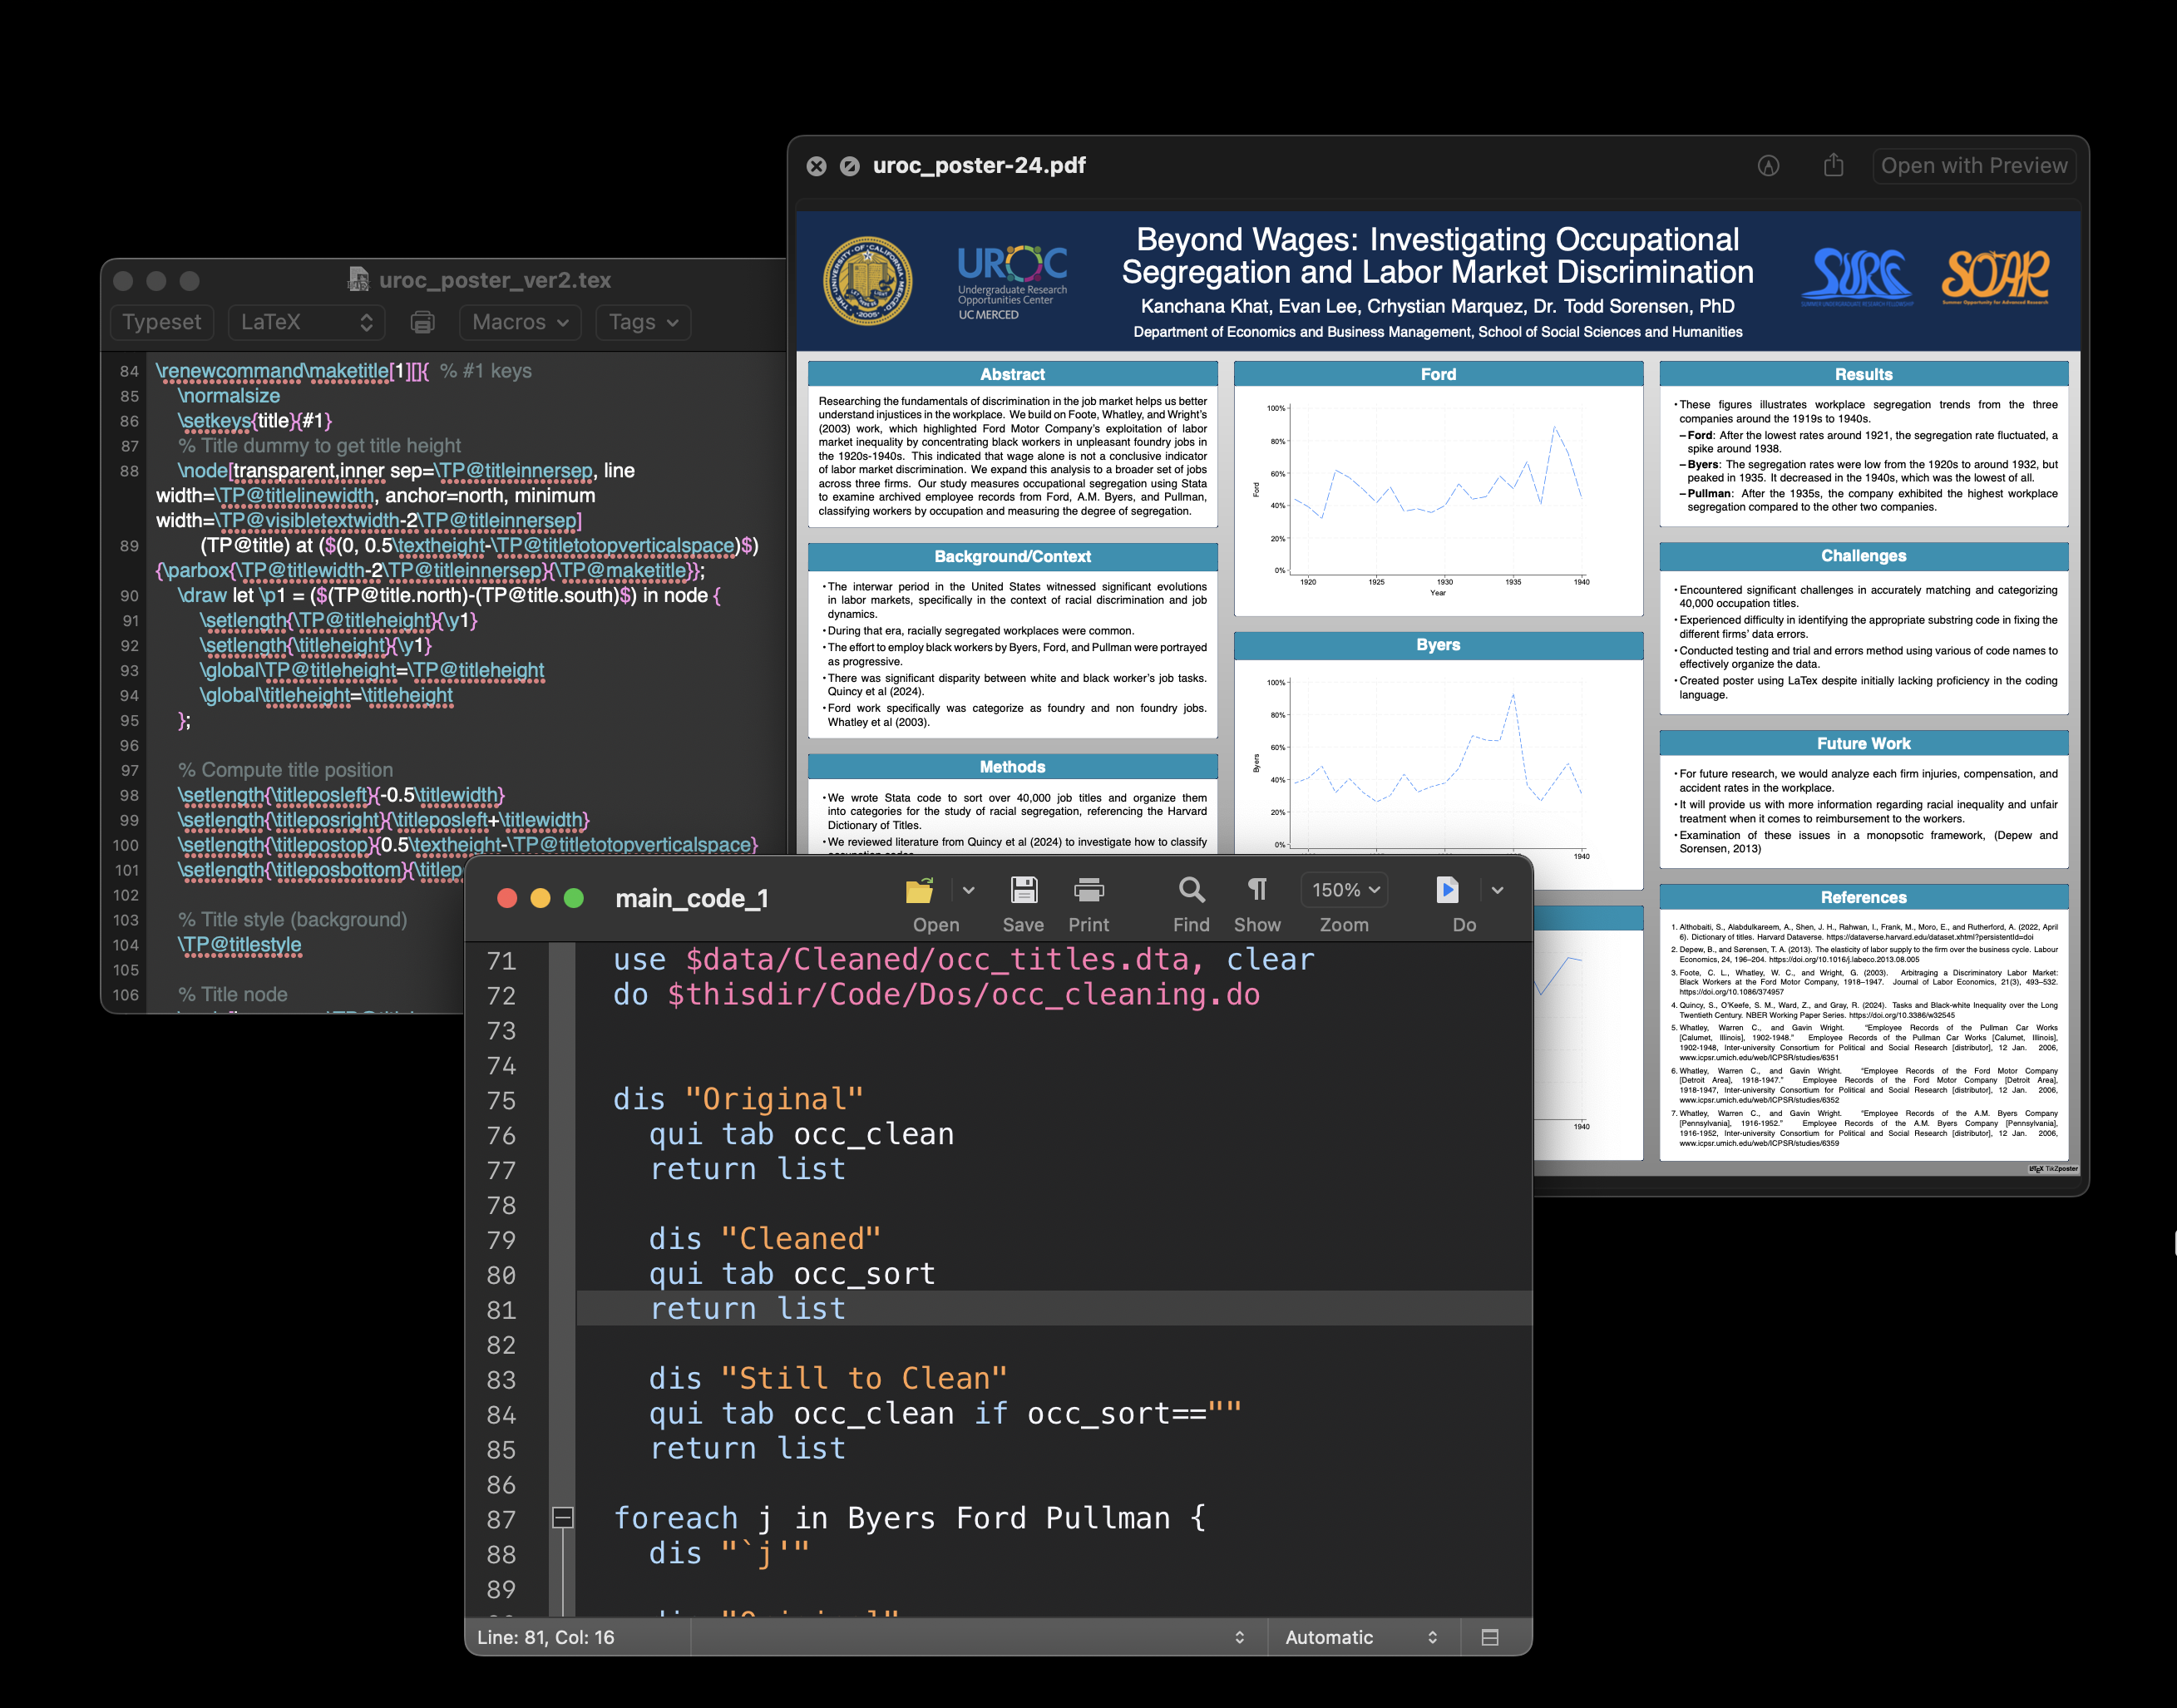 uroc_poster_ver2.tex
Typeset LaTeX Macros Tags
84 \renewcommand\maketitle[1][]{ % #1 keys
85 \normalsize
86 \setkeys{title}{#1}
87 % Title dummy to get title height
88 \node[transparent,inner sep=\TP@titleinnersep, line
width=\TP@titlelinewidth, anchor=north, minimum
width=\TP@visibletextwidth-2\TP@titleinnersep]
89 (TP@title) at ($(0, 0.5\textheight-\TP@titletotopverticalspace)$)
{\parbox{\TP@titlewidth-2\TP@titleinnersep}{\TP@maketitle}};
90 \draw let \p1 = ($(TP@title.north)-(TP@title.south)$) in node {
91 \setlength{\TP@titleheight}{\y1}
92 \setlength{\titleheight}{\y1}
93 \global\TP@titleheight=\TP@titleheight
94 \global\titleheight=\titleheight
95 };
96
97 % Compute title position
98 \setlength{\titleposleft}{-0.5\titlewidth}
99 \setlength{\titleposright}{\titleposleft+\titlewidth}
100 \setlength{\titlepostop}{0.5\textheight-\TP@titletotopverticalspace}
101 \setlength{\titleposbottom}{\titlep
102
103 % Title style (background)
104 \TP@titlestyle
105
106 % Title node
uroc_poster-24.pdf
Open with Preview
UNIVERSITY OF CALIFORNIA MERCED
2005
UROC
Undergraduate Research
Opportunities Center
UC MERCED
Beyond Wages: Investigating Occupational
Segregation and Labor Market Discrimination
Kanchana Khat, Evan Lee, Crhystian Marquez, Dr. Todd Sorensen, PhD
Department of Economics and Business Management, School of Social Sciences and Humanities
SURF
SUMMER UNDERGRADUATE RESEARCH FELLOWSHIP
SOAR
Summer Opportunity for Advanced Research
Abstract
Researching the fundamentals of discrimination in the job market helps us better
understand injustices in the workplace. We build on Foote, Whatley, and Wright's
(2003) work, which highlighted Ford Motor Company's exploitation of labor
market inequality by concentrating black workers in unpleasant foundry jobs in
the 1920s-1940s. This indicated that wage alone is not a conclusive indicator
of labor market discrimination. We expand this analysis to a broader set of jobs
across three firms. Our study measures occupational segregation using Stata
to examine archived employee records from Ford, A.M. Byers, and Pullman,
classifying workers by occupation and measuring the degree of segregation.
Background/Context
• The interwar period in the United States witnessed significant evolutions
in labor markets, specifically in the context of racial discrimination and job
dynamics.
• During that era, racially segregated workplaces were common.
• The effort to employ black workers by Byers, Ford, and Pullman were portrayed
as progressive.
• There was significant disparity between white and black worker's job tasks.
Quincy et al (2024).
• Ford work specifically was categorize as foundry and non foundry jobs.
Whatley et al (2003).
Methods
• We wrote Stata code to sort over 40,000 job titles and organize them
into categories for the study of racial segregation, referencing the Harvard
Dictionary of Titles.
• We reviewed literature from Quincy et al (2024) to investigate how to classify
Ford
100%
80%
60%
40%
20%
0%
Ford
1920 1925 1930 1935 1940
Year
Byers
100%
80%
60%
40%
20%
0%
Byers
1940
1940
Results
• These figures illustrates workplace segregation trends from the three
companies around the 1919s to 1940s.
– Ford: After the lowest rates around 1921, the segregation rate fluctuated, a
spike around 1938.
– Byers: The segregation rates were low from the 1920s to around 1932, but
peaked in 1935. It decreased in the 1940s, which was the lowest of all.
– Pullman: After the 1935s, the company exhibited the highest workplace
segregation compared to the other two companies.
Challenges
• Encountered significant challenges in accurately matching and categorizing
40,000 occupation titles.
• Experienced difficulty in identifying the appropriate substring code in fixing the
different firms' data errors.
• Conducted testing and trial and errors method using various of code names to
effectively organize the data.
• Created poster using LaTex despite initially lacking proficiency in the coding
language.
Future Work
• For future research, we would analyze each firm injuries, compensation, and
accident rates in the workplace.
• It will provide us with more information regarding racial inequality and unfair
treatment when it comes to reimbursement to the workers.
• Examination of these issues in a monopsotic framework, (Depew and
Sorensen, 2013)
References
1. Althobaiti, S., Alabdulkareem, A., Shen, J. H., Rahwan, I., Frank, M., Moro, E., and Rutherford, A. (2022, April
6). Dictionary of titles. Harvard Dataverse. https://dataverse.harvard.edu/dataset.xhtml?persistentId=doi
2. Depew, B., and Sørensen, T. A. (2013). The elasticity of labor supply to the firm over the business cycle. Labour
Economics, 24, 196–204. https://doi.org/10.1016/j.labeco.2013.08.005
3. Foote, C. L., Whatley, W. C., and Wright, G. (2003). Arbitraging a Discriminatory Labor Market:
Black Workers at the Ford Motor Company, 1918–1947. Journal of Labor Economics, 21(3), 493–532.
https://doi.org/10.1086/374957
4. Quincy, S., O'Keefe, S. M., Ward, Z., and Gray, R. (2024). Tasks and Black-white Inequality over the Long
Twentieth Century. NBER Working Paper Series. https://doi.org/10.3386/w32545
5. Whatley, Warren C., and Gavin Wright. "Employee Records of the Pullman Car Works
[Calumet, Illinois], 1902-1948." Employee Records of the Pullman Car Works [Calumet, Illinois],
1902-1948, Inter-university Consortium for Political and Social Research [distributor], 12 Jan. 2006,
www.icpsr.umich.edu/web/ICPSR/studies/6351
6. Whatley, Warren C., and Gavin Wright. "Employee Records of the Ford Motor Company
[Detroit Area], 1918-1947." Employee Records of the Ford Motor Company [Detroit Area],
1918-1947, Inter-university Consortium for Political and Social Research [distributor], 12 Jan. 2006,
www.icpsr.umich.edu/web/ICPSR/studies/6352
7. Whatley, Warren C., and Gavin Wright. "Employee Records of the A.M. Byers Company
[Pennsylvania], 1916-1952." Employee Records of the A.M. Byers Company [Pennsylvania],
1916-1952, Inter-university Consortium for Political and Social Research [distributor], 12 Jan. 2006,
www.icpsr.umich.edu/web/ICPSR/studies/6359
LaTeX TikZposter
main_code_1
Open Save Print Find Show 150% Zoom Do
71 use $data/Cleaned/occ_titles.dta, clear
72 do $thisdir/Code/Dos/occ_cleaning.do
73
74
75 dis "Original"
76 qui tab occ_clean
77 return list
78
79 dis "Cleaned"
80 qui tab occ_sort
81 return list
82
83 dis "Still to Clean"
84 qui tab occ_clean if occ_sort==""
85 return list
86
87 foreach j in Byers Ford Pullman {
88 dis "`j'"
89
Line: 81, Col: 16 Automatic